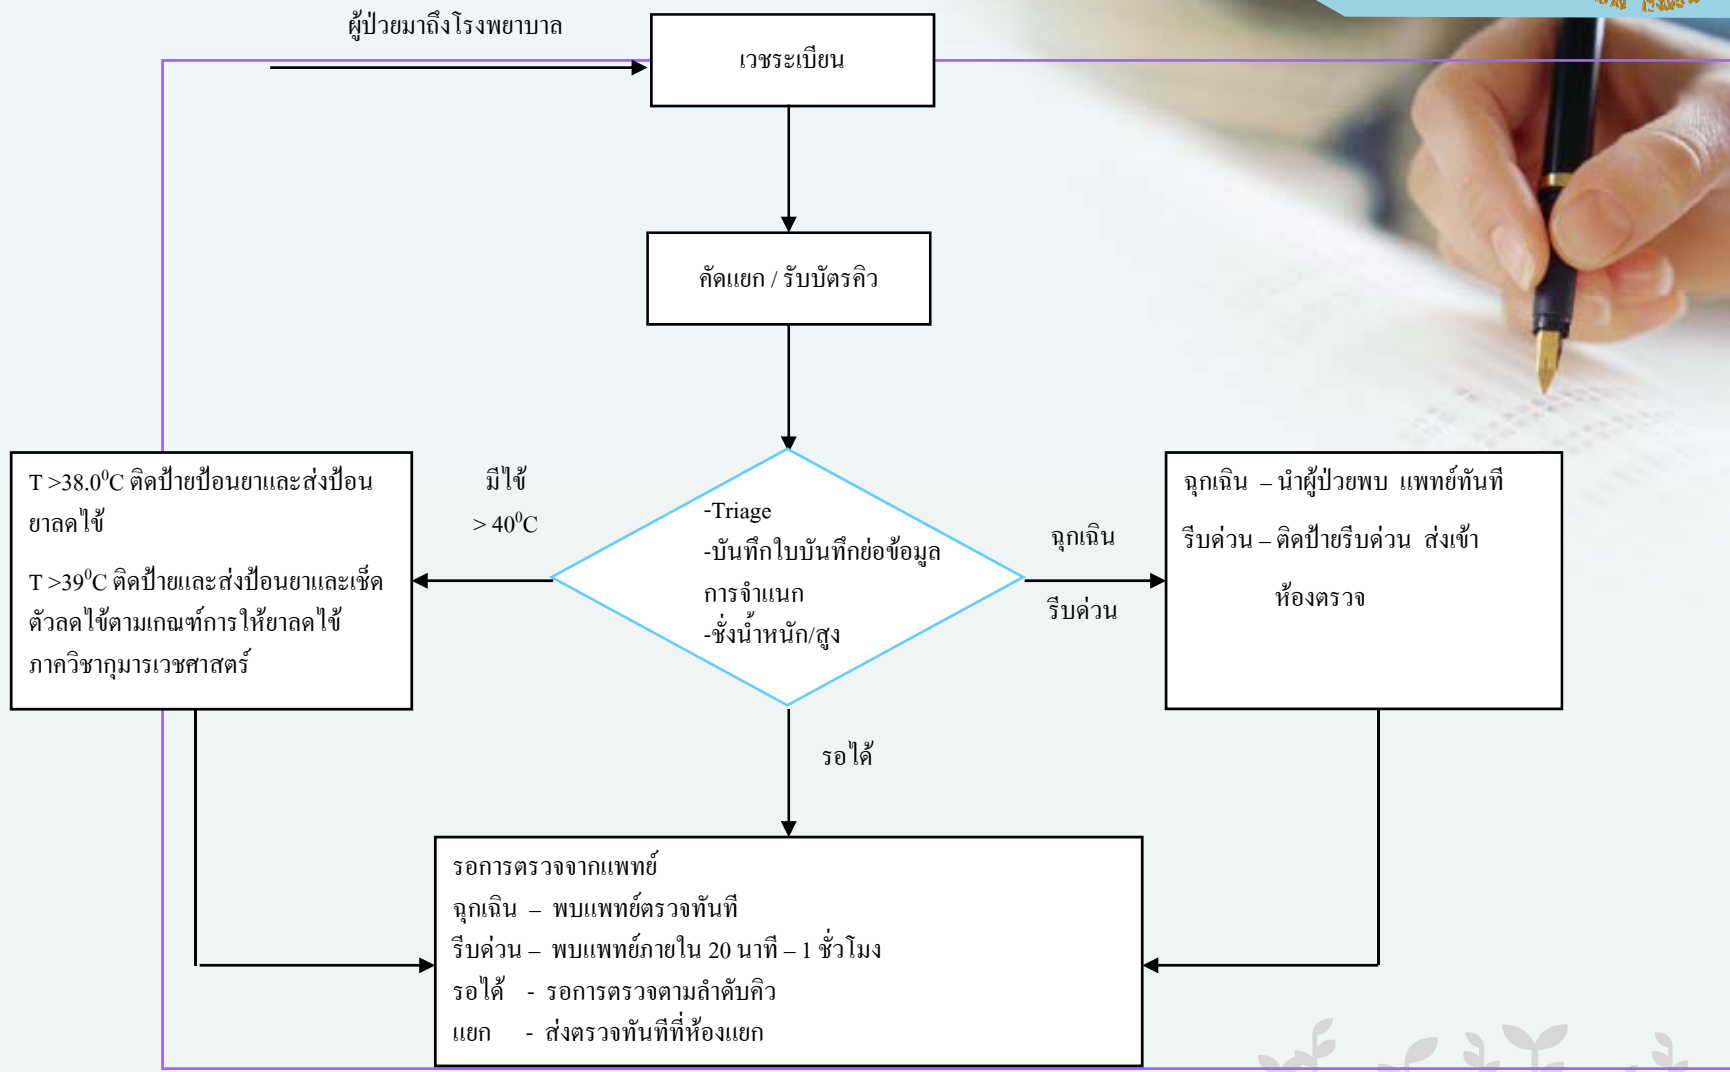 ผู้ป่วยมาถึงโรงพยาบาล
เวชระเบียน
คัดแยก / รับบัตรคิว
T >38.0⁰C ติดป้ายป้อนยาและส่งป้อน
ยาลดไข้
T >39⁰C ติดป้ายและส่งป้อนยาและเช็ด
ตัวลดไข้ตามเกณฑ์การให้ยาลดไข้
ภาควิชากุมารเวชศาสตร์
มีไข้
> 40⁰C
-Triage
-บันทึกใบบันทึกย่อข้อมูล
การจำแนก
-ชั่งน้ำหนัก/สูง
ฉุกเฉิน
รีบด่วน
ฉุกเฉิน – นำผู้ป่วยพบ แพทย์ทันที
รีบด่วน – ติดป้ายรีบด่วน ส่งเข้า
ห้องตรวจ
รอได้
รอการตรวจจากแพทย์
ฉุกเฉิน – พบแพทย์ตรวจทันที
รีบด่วน – พบแพทย์ภายใน 20 นาที – 1 ชั่วโมง
รอได้ - รอการตรวจตามลำดับคิว
แยก - ส่งตรวจทันทีที่ห้องแยก